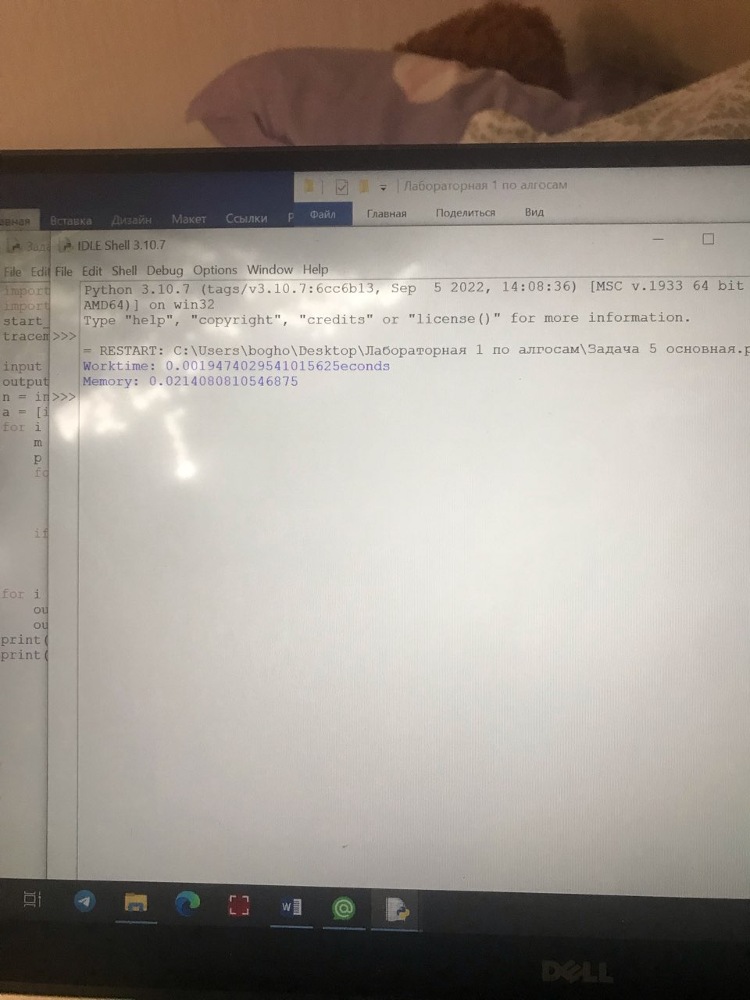 Лабораторная 1 по алгосам
Вставка Дизайн Макет Ссылки Р Файл Главная Поделиться Вид
IDLE Shell 3.10.7
File Edit File Edit Shell Debug Options Window Help
import
import
start_
tracem
input
output
n = in
a = [i
for i
m
p
fo
if
for i
ou
ou
print(
print(
Python 3.10.7 (tags/v3.10.7:6cc6b13, Sep 5 2022, 14:08:36) [MSC v.1933 64 bit
AMD64)] on win32
Type "help", "copyright", "credits" or "license()" for more information.
>>>
= RESTART: C:\Users\bogho\Desktop\Лабораторная 1 по алгосам\Задача 5 основная.p
Worktime: 0.0019474029541015625econds
Memory: 0.0214080810546875
>>>
W
DELL